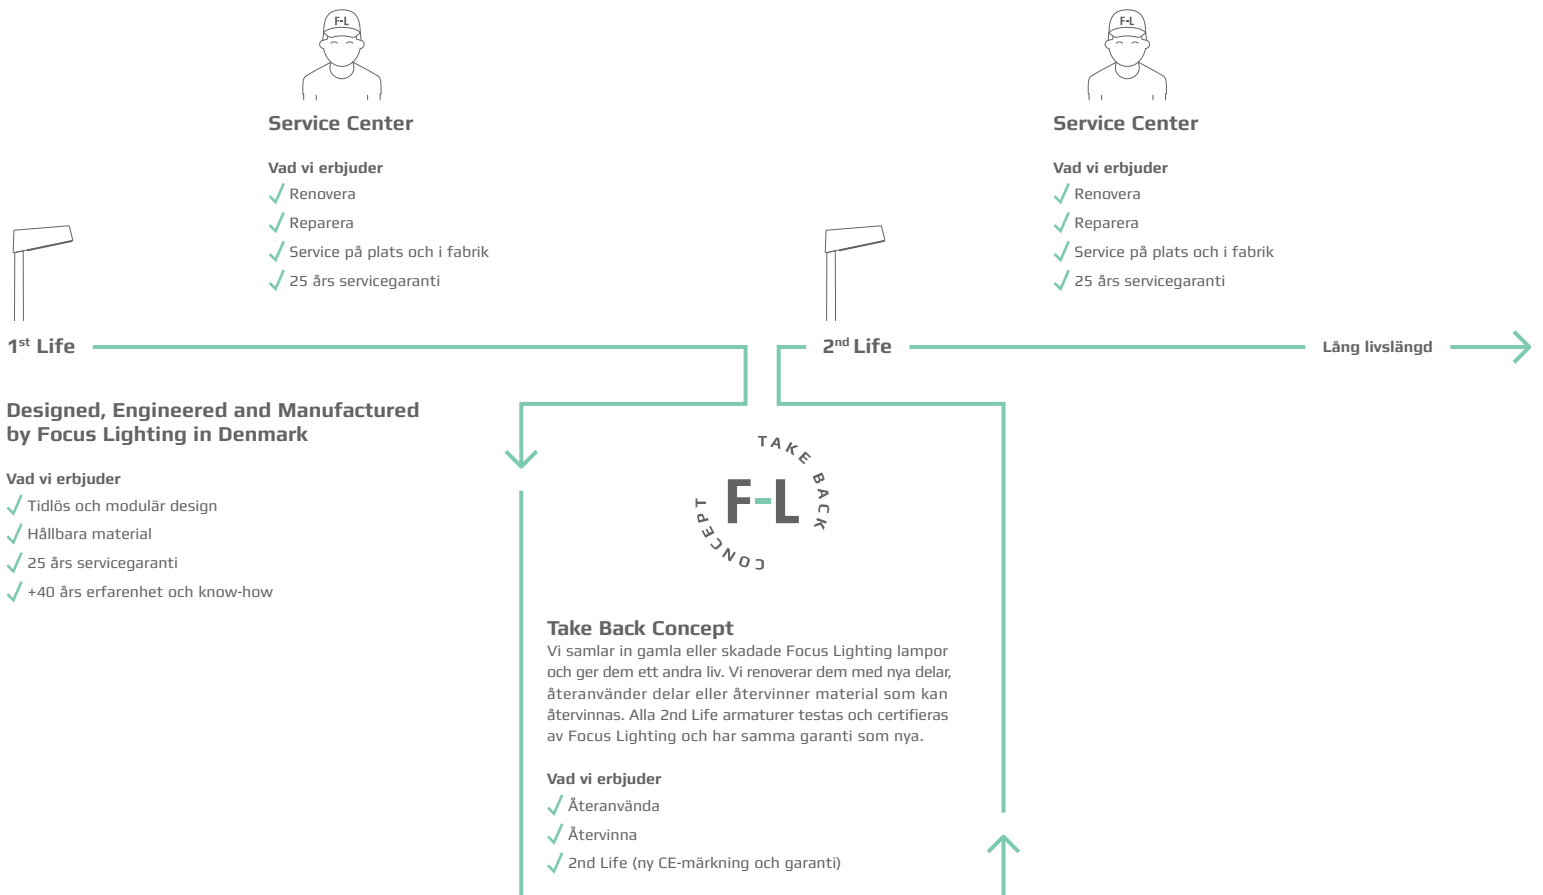 F-L
Service Center
Vad vi erbjuder
Renovera
Reparera
Service på plats och i fabrik
25 års servicegaranti
F-L
Service Center
Vad vi erbjuder
Renovera
Reparera
Service på plats och i fabrik
25 års servicegaranti
1st Life
2nd Life
Lång livslängd
Designed, Engineered and Manufactured
by Focus Lighting in Denmark
Vad vi erbjuder
Tidlös och modulär design
Hållbara material
25 års servicegaranti
+40 års erfarenhet och know-how
TAKE BACK CONCEPT
F-L
Take Back Concept
Vi samlar in gamla eller skadade Focus Lighting lampor
och ger dem ett andra liv. Vi renoverar dem med nya delar,
återanvänder delar eller återvinner material som kan
återvinnas. Alla 2nd Life armaturer testas och certifieras
av Focus Lighting och har samma garanti som nya.
Vad vi erbjuder
Återanvända
Återvinna
2nd Life (ny CE-märkning och garanti)